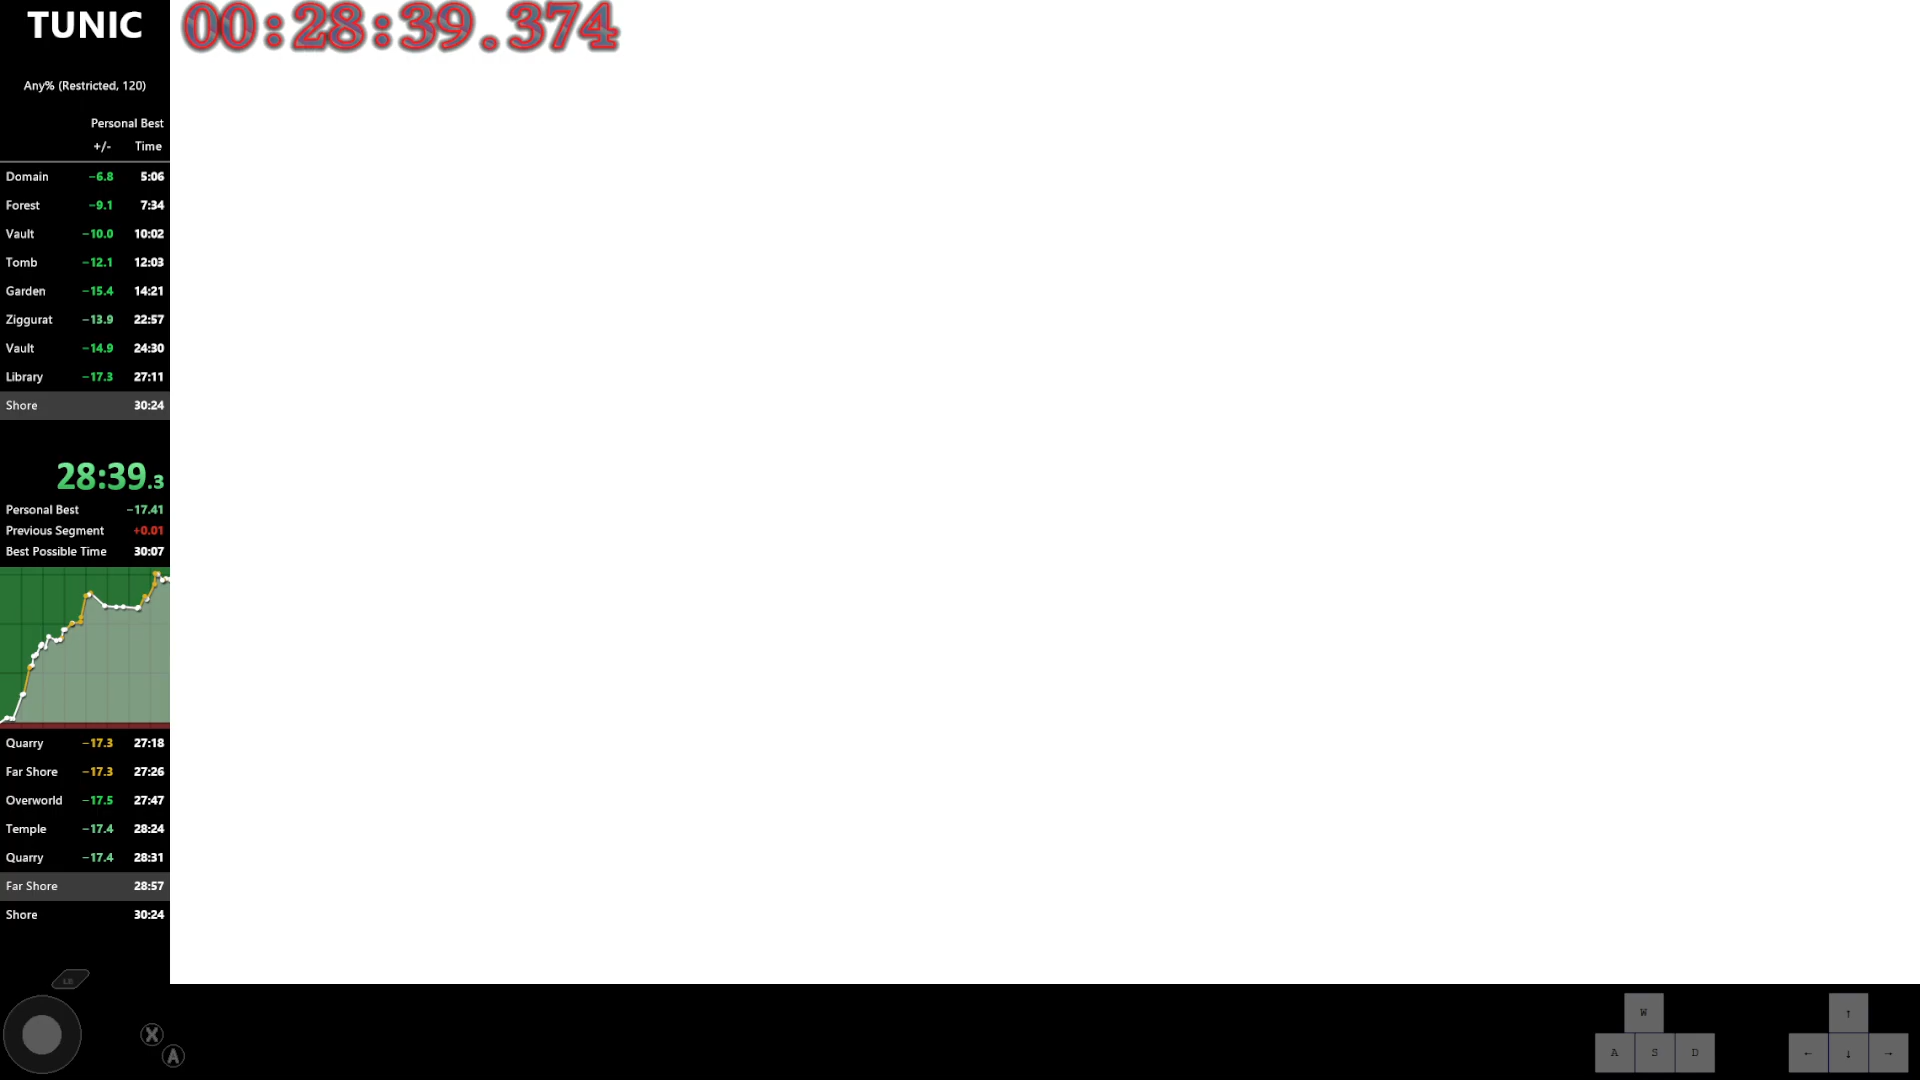 TUNIC
00:28:39.374
Any% (Restricted, 120)
Personal Best
+/- Time
Domain −6.8 5:06
Forest −9.1 7:34
Vault −10.0 10:02
Tomb −12.1 12:03
Garden −15.4 14:21
Ziggurat −13.9 22:57
Vault −14.9 24:30
Library −17.3 27:11
Shore 30:24
28:39.3
Personal Best −17.41
Previous Segment +0.01
Best Possible Time 30:07
Quarry −17.3 27:18
Far Shore −17.3 27:26
Overworld −17.5 27:47
Temple −17.4 28:24
Quarry −17.4 28:31
Far Shore 28:57
Shore 30:24
LB
X
A
W ↑
A S D ← ↓ →